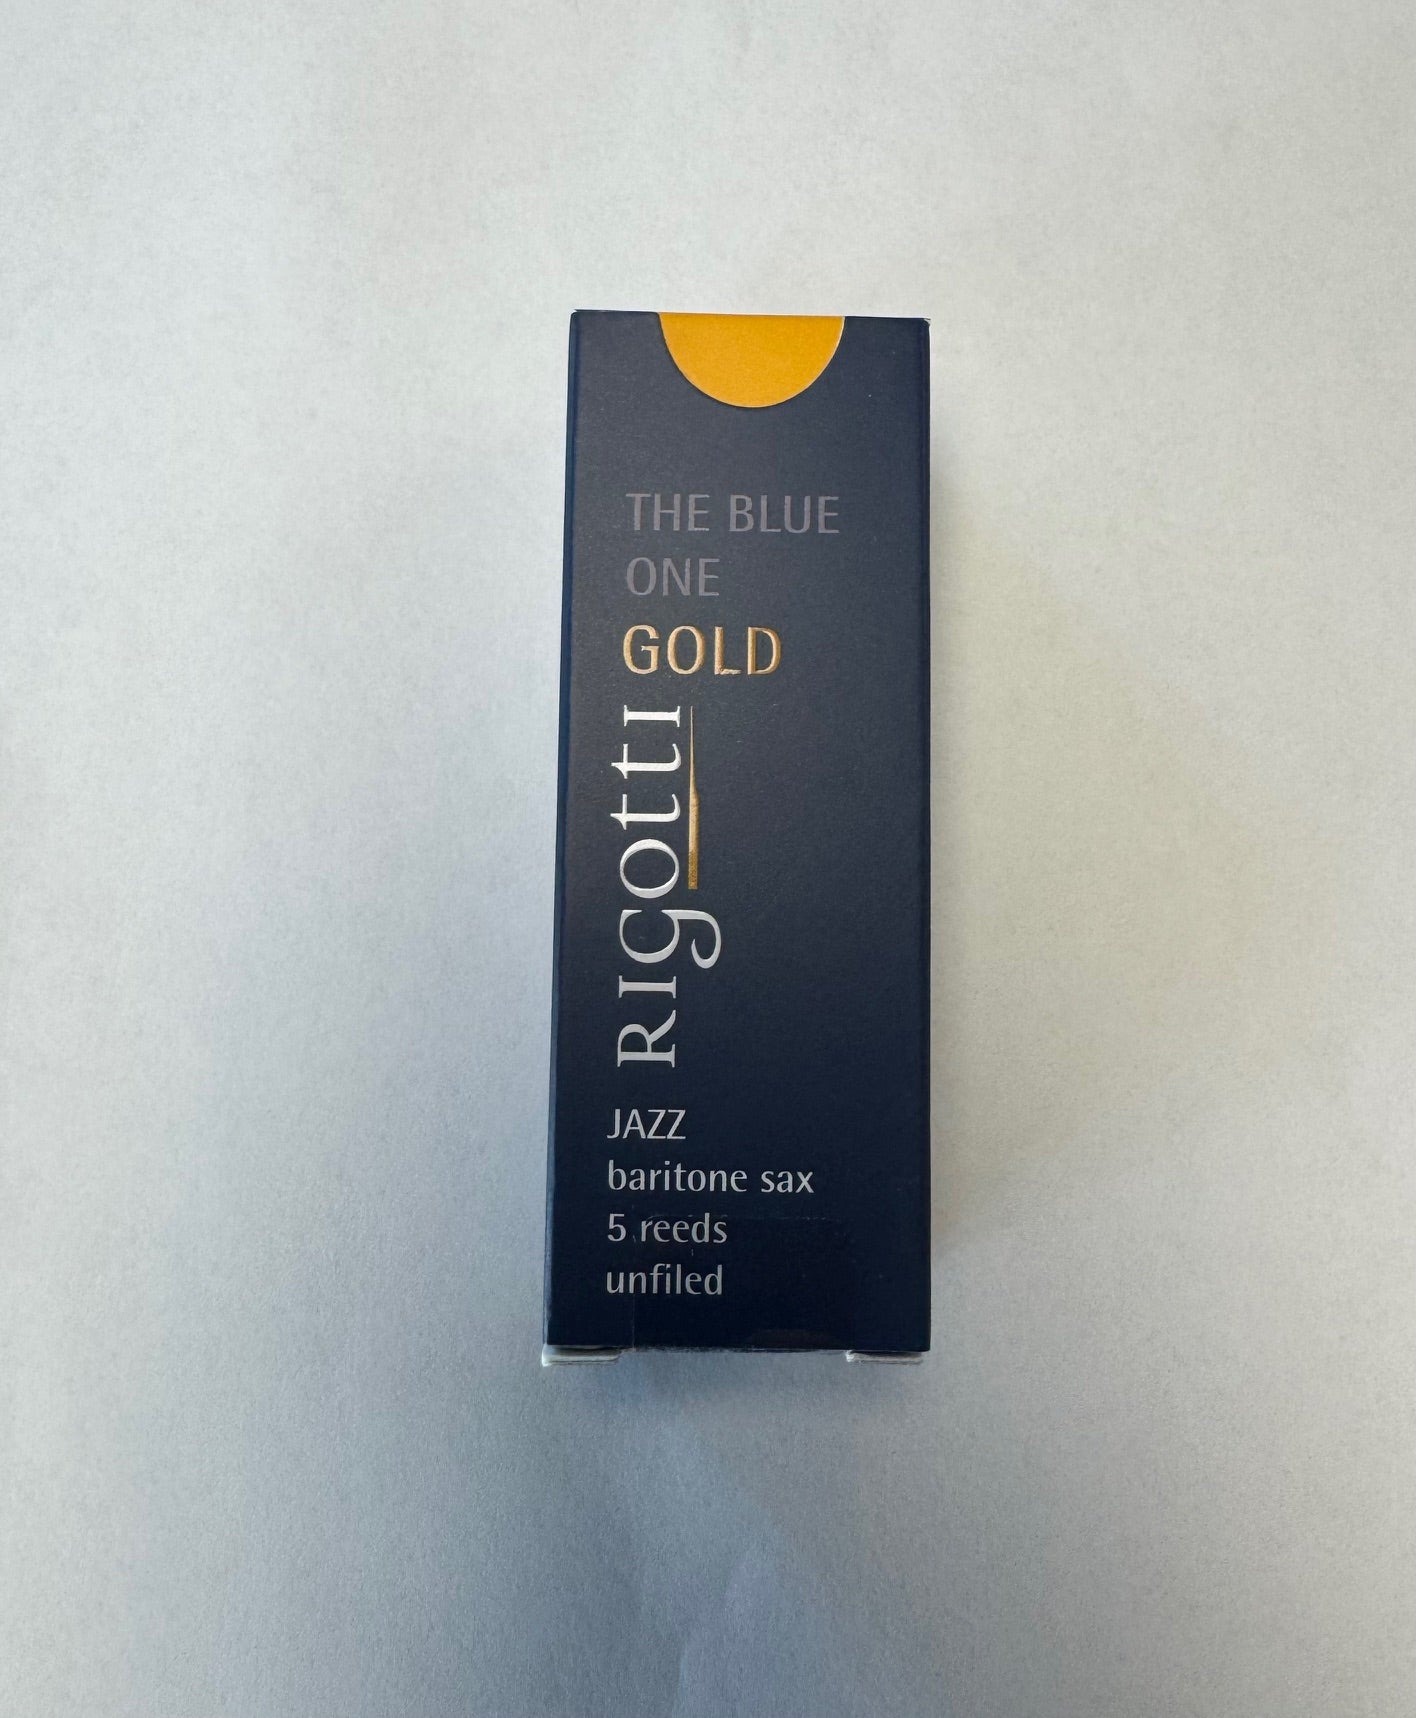 THE BLUE
ONE
GOLD
RIGOTTI
JAZZ
baritone sax
5 reeds
unfiled